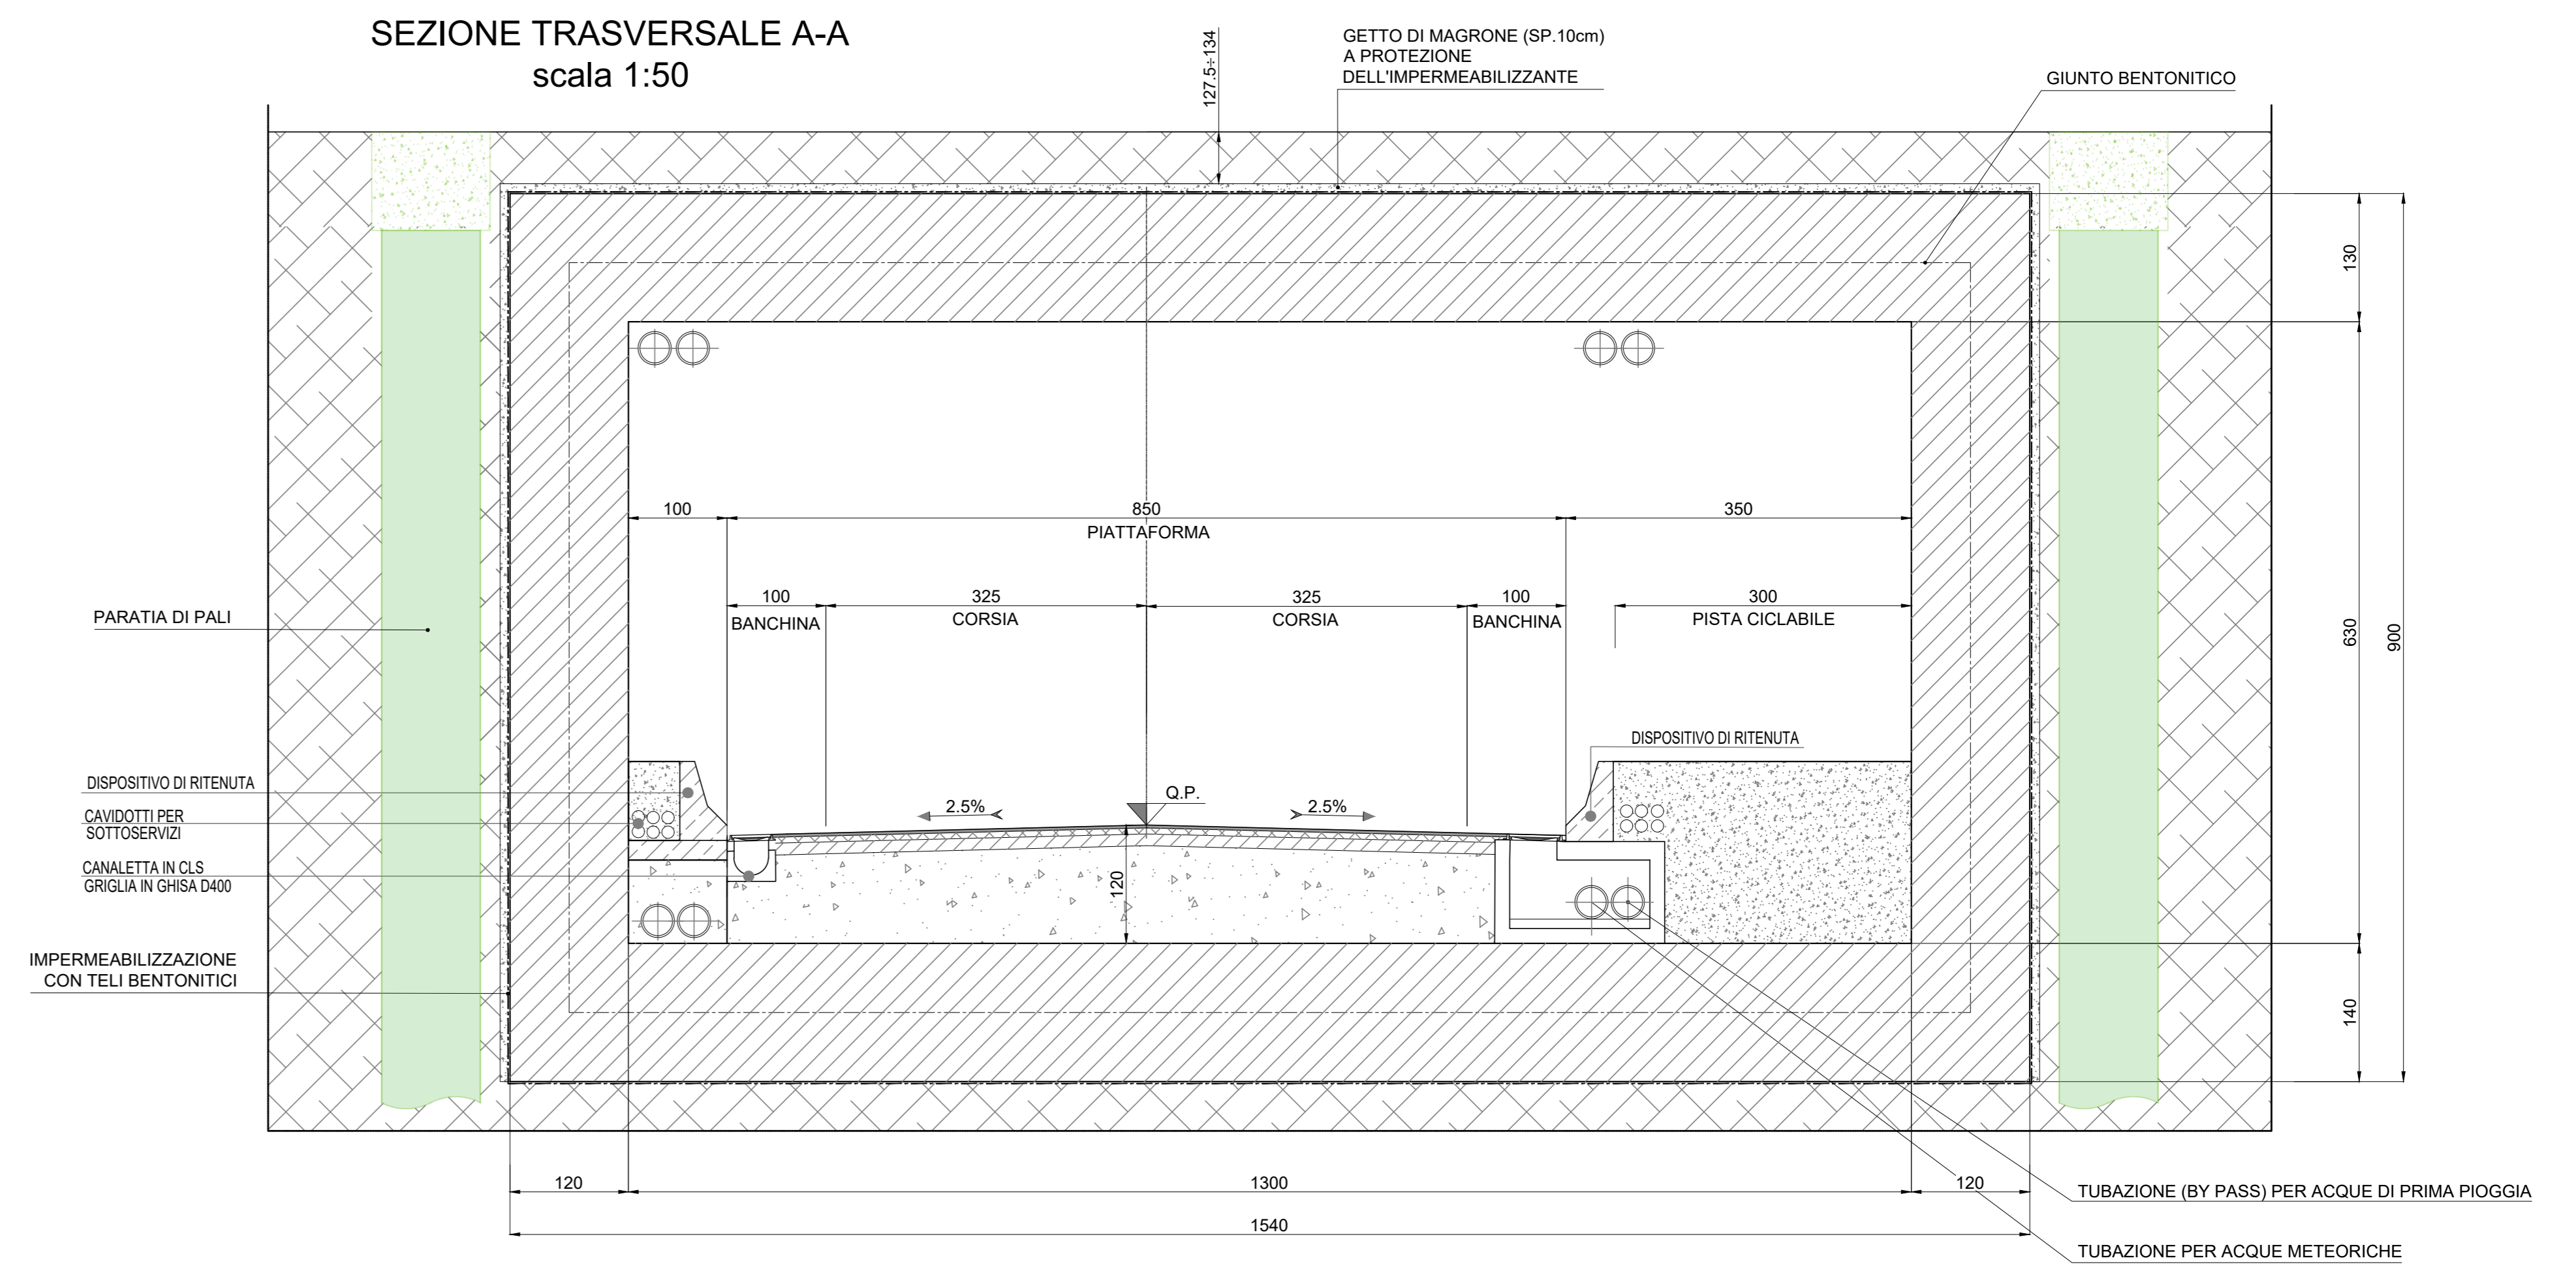 SEZIONE TRASVERSALE A-A
scala 1:50
127.5÷134
GETTO DI MAGRONE (SP.10cm)
A PROTEZIONE
DELL'IMPERMEABILIZZANTE
GIUNTO BENTONITICO
130
630
900
140
100
850
350
PIATTAFORMA
100
325
325
100
300
BANCHINA
CORSIA
CORSIA
BANCHINA
PISTA CICLABILE
PARATIA DI PALI
DISPOSITIVO DI RITENUTA
DISPOSITIVO DI RITENUTA
CAVIDOTTI PER
SOTTOSERVIZI
CANALETTA IN CLS
GRIGLIA IN GHISA D400
2.5%
Q.P.
2.5%
120
IMPERMEABILIZZAZIONE
CON TELI BENTONITICI
120
1300
120
1540
TUBAZIONE (BY PASS) PER ACQUE DI PRIMA PIOGGIA
TUBAZIONE PER ACQUE METEORICHE